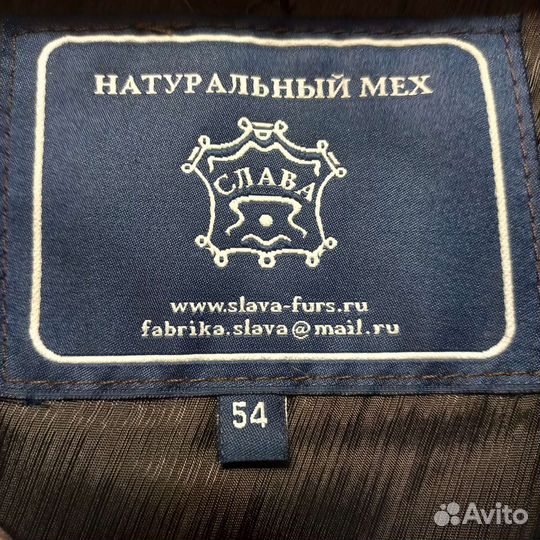 НАТУРАЛЬНЫЙ МЕХ
СЛАВА
www.slava-furs.ru
fabrika.slava@mail.ru
54
Avito